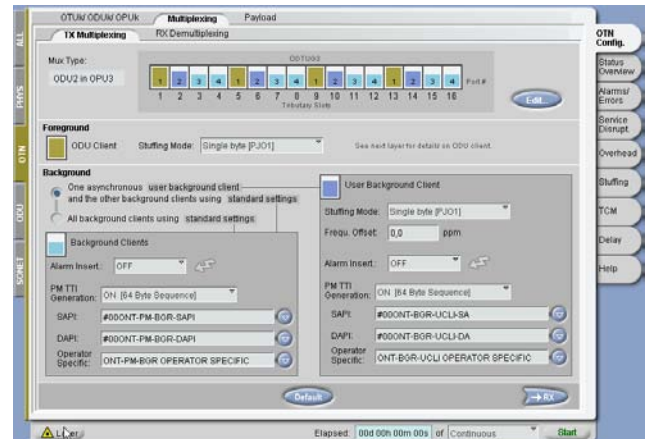 OTUk/ ODUk/ OPUk Multiplexing Payload
TX Multiplexing RX Demultiplexing
Mux Type:
ODU2 in OPU3
ODTUG3
1 2 3 4 1 2 3 4 1 2 3 4 1 2 3 4 Port #
1 2 3 4 5 6 7 8 9 10 11 12 13 14 15 16
Tributary Slots
Edit...
Foreground
ODU Client Stuffing Mode: Single byte [PJO1] See next layer for details on ODU client.
Background
One asynchronous user background client
and the other background clients using standard settings
All background clients using standard settings
Background Clients
Alarm Insert.: OFF
PM TTI
Generation: ON [64 Byte Sequence]
SAPI: #000NT-PM-BGR-SAPI
DAPI: #000NT-PM-BGR-DAPI
Operator
Specific: ONT-PM-BGR OPERATOR SPECIFIC
User Background Client
Stuffing Mode: Single byte [PJO1]
Frequ. Offset: 0,0 ppm
Alarm Insert.: OFF
PM TTI
Generation: ON [64 Byte Sequence]
SAPI: #000NT-BGR-UCLI-SA
DAPI: #000NT-BGR-UCLI-DA
Operator
Specific: ONT-BGR-UCLI OPERATOR SPECIFIC
Default
RX
Laser
Elapsed: 00d 00h 00m 00s of Continuous Start
ALL
PHYS
OTN
ODU
SONET
OTN
Config.
Status
Overview
Alarms/
Errors
Service
Disrupt.
Overhead
Stuffing
TCM
Delay
Help